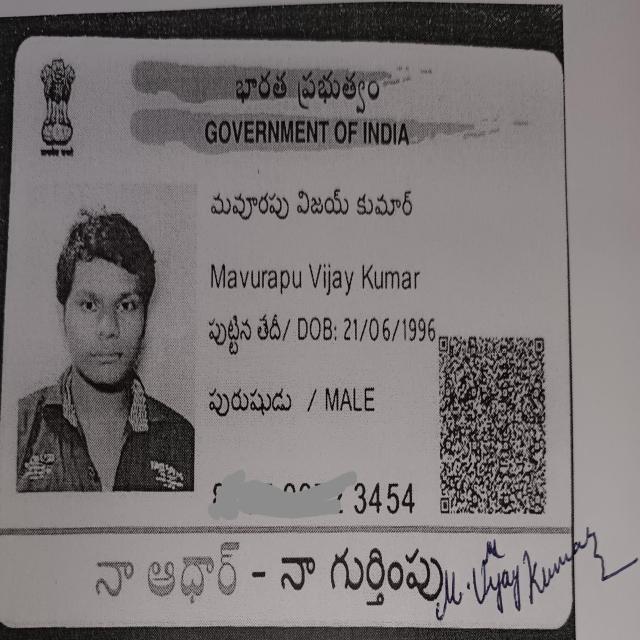 భారత ప్రభుత్వం
GOVERNMENT OF INDIA
మవూరపు విజయ్ కుమార్
Mavurapu Vijay Kumar
పుట్టిన తేదీ/ DOB: 21/06/1996
పురుషుడు / MALE
3454
నా ఆధార్ - నా గుర్తింపు
M. Vijay Kumar